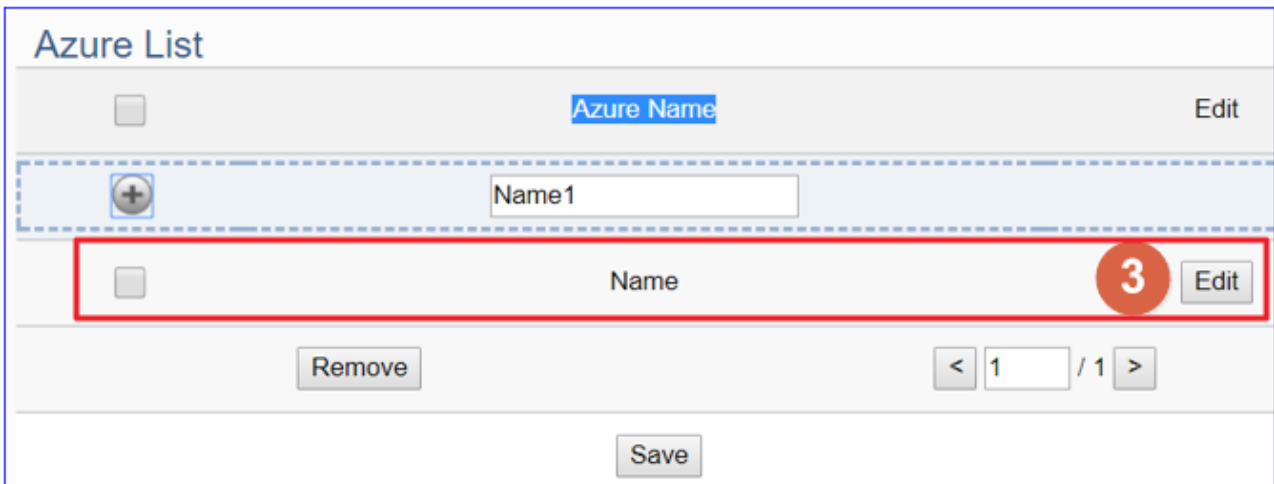 Azure List
Azure Name Edit
Name1
Name 3 Edit
Remove < 1 / 1 >
Save